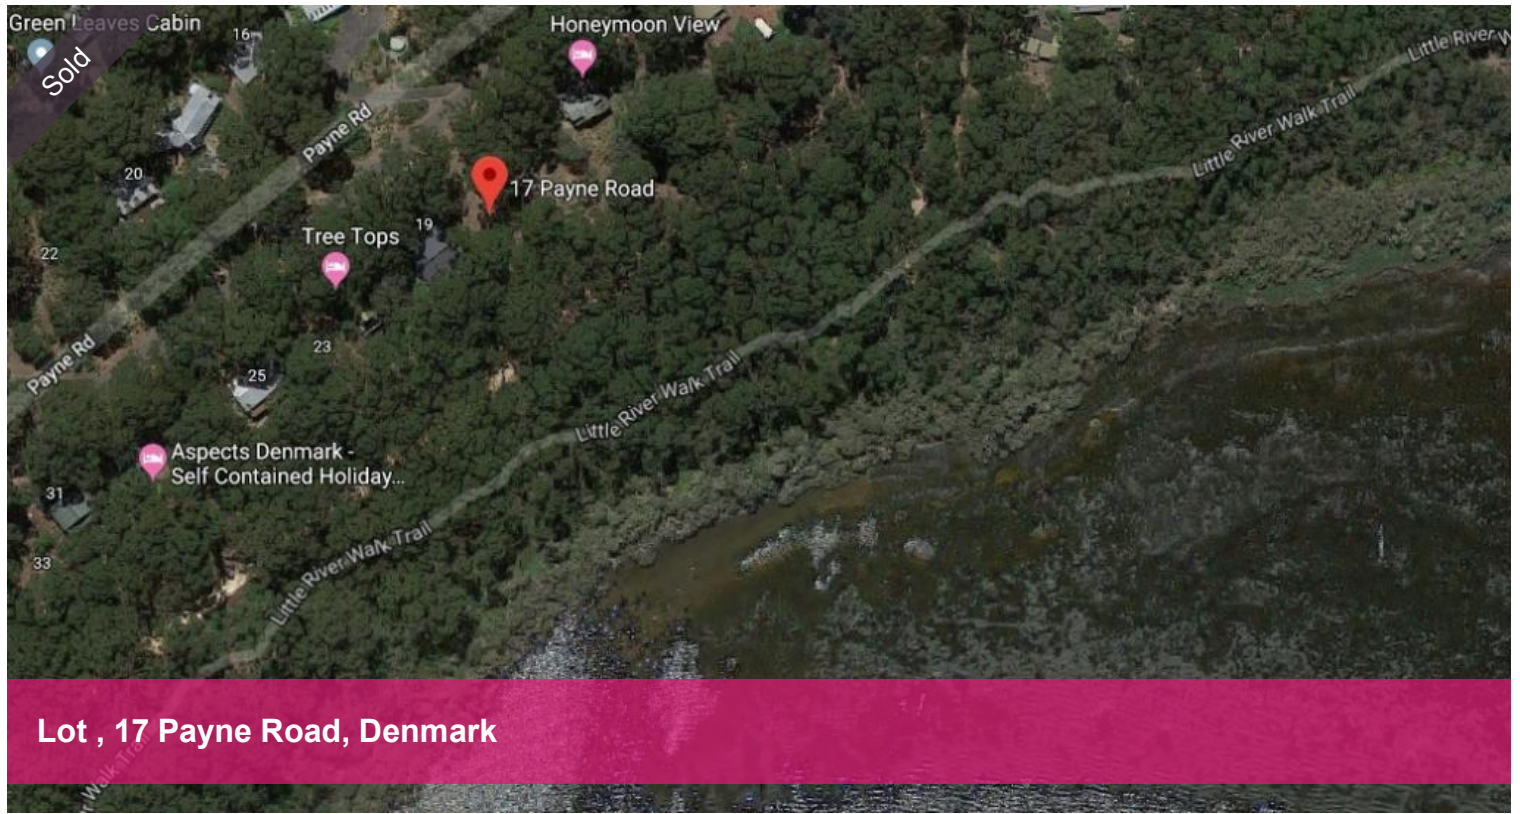 Green Leaves Cabin
Sold
16
Honeymoon View
Little River W
Payne Rd
Little River Walk Trail
20
17 Payne Road
19
Tree Tops
22
Payne Rd
23
25
Little River Walk Trail
Aspects Denmark -
Self Contained Holiday...
31
33
Little River Walk Trail
Lot , 17 Payne Road, Denmark
r Walk Trail